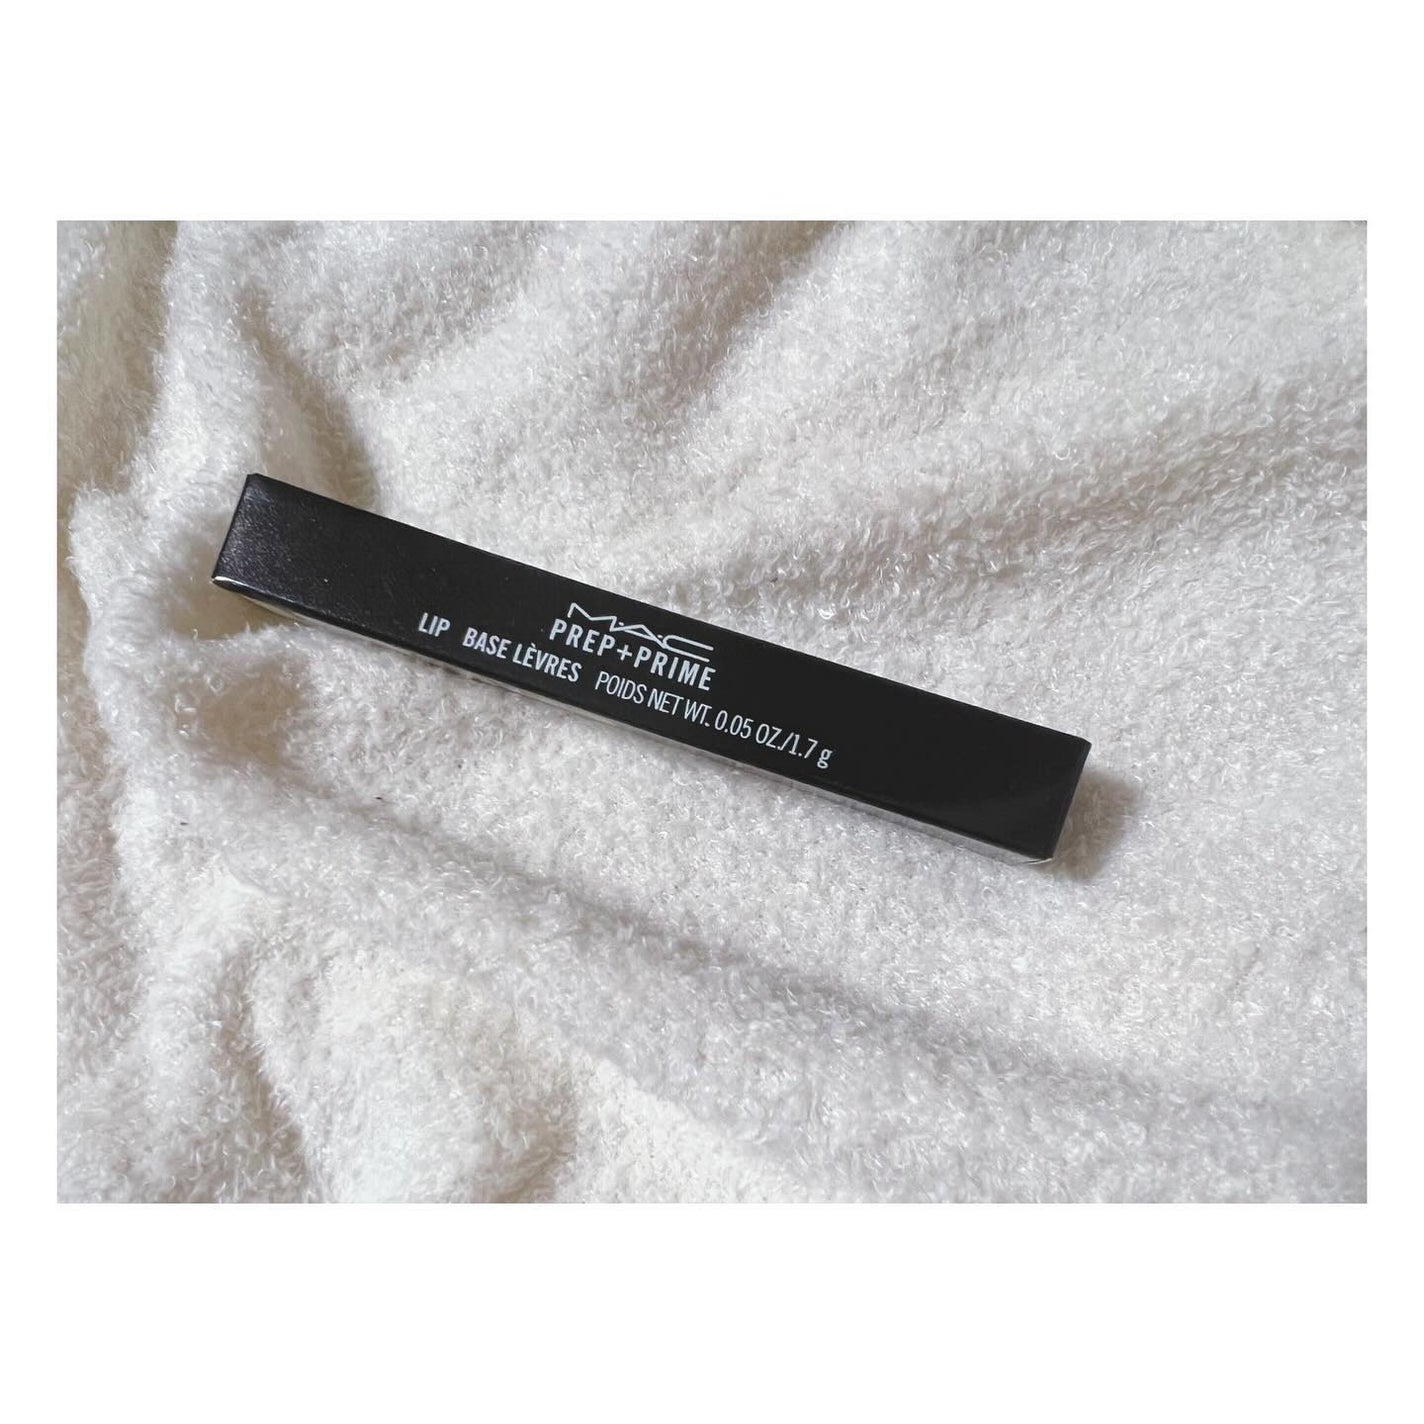 M·A·C
PREP+PRIME
LIP BASE LÈVRES POIDS NET WT. 0.05 OZ/1.7 g